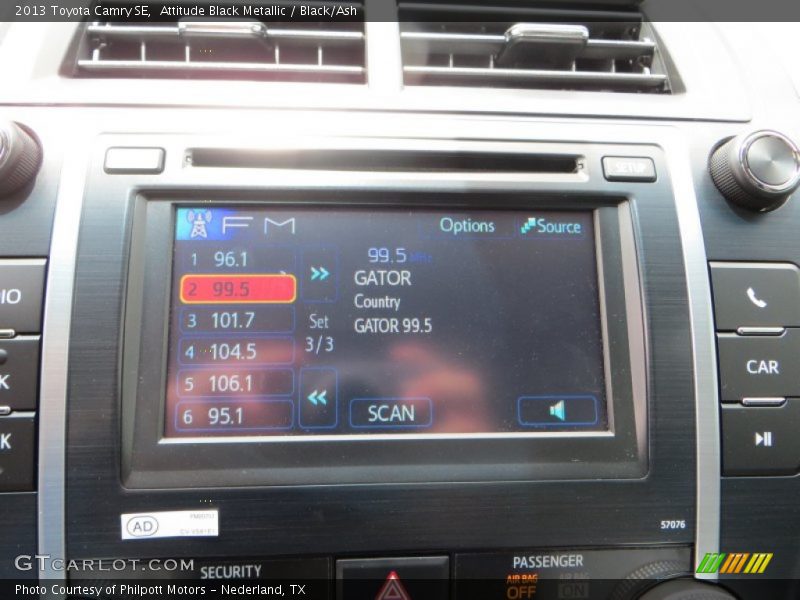 2013 Toyota Camry SE,  Attitude Black Metallic / Black/Ash
SETUP
FM
Options
Source
1 96.1
2 99.5
3 101.7
4 104.5
5 106.1
6 95.1
Set
3/3
99.5 MHz
GATOR
Country
GATOR 99.5
SCAN
CAR
AD
57076
SECURITY
PASSENGER
AIR BAG
OFF
AIR BAG
ON
GTCARLOT.COM
Photo Courtesy of Philpott Motors - Nederland, TX